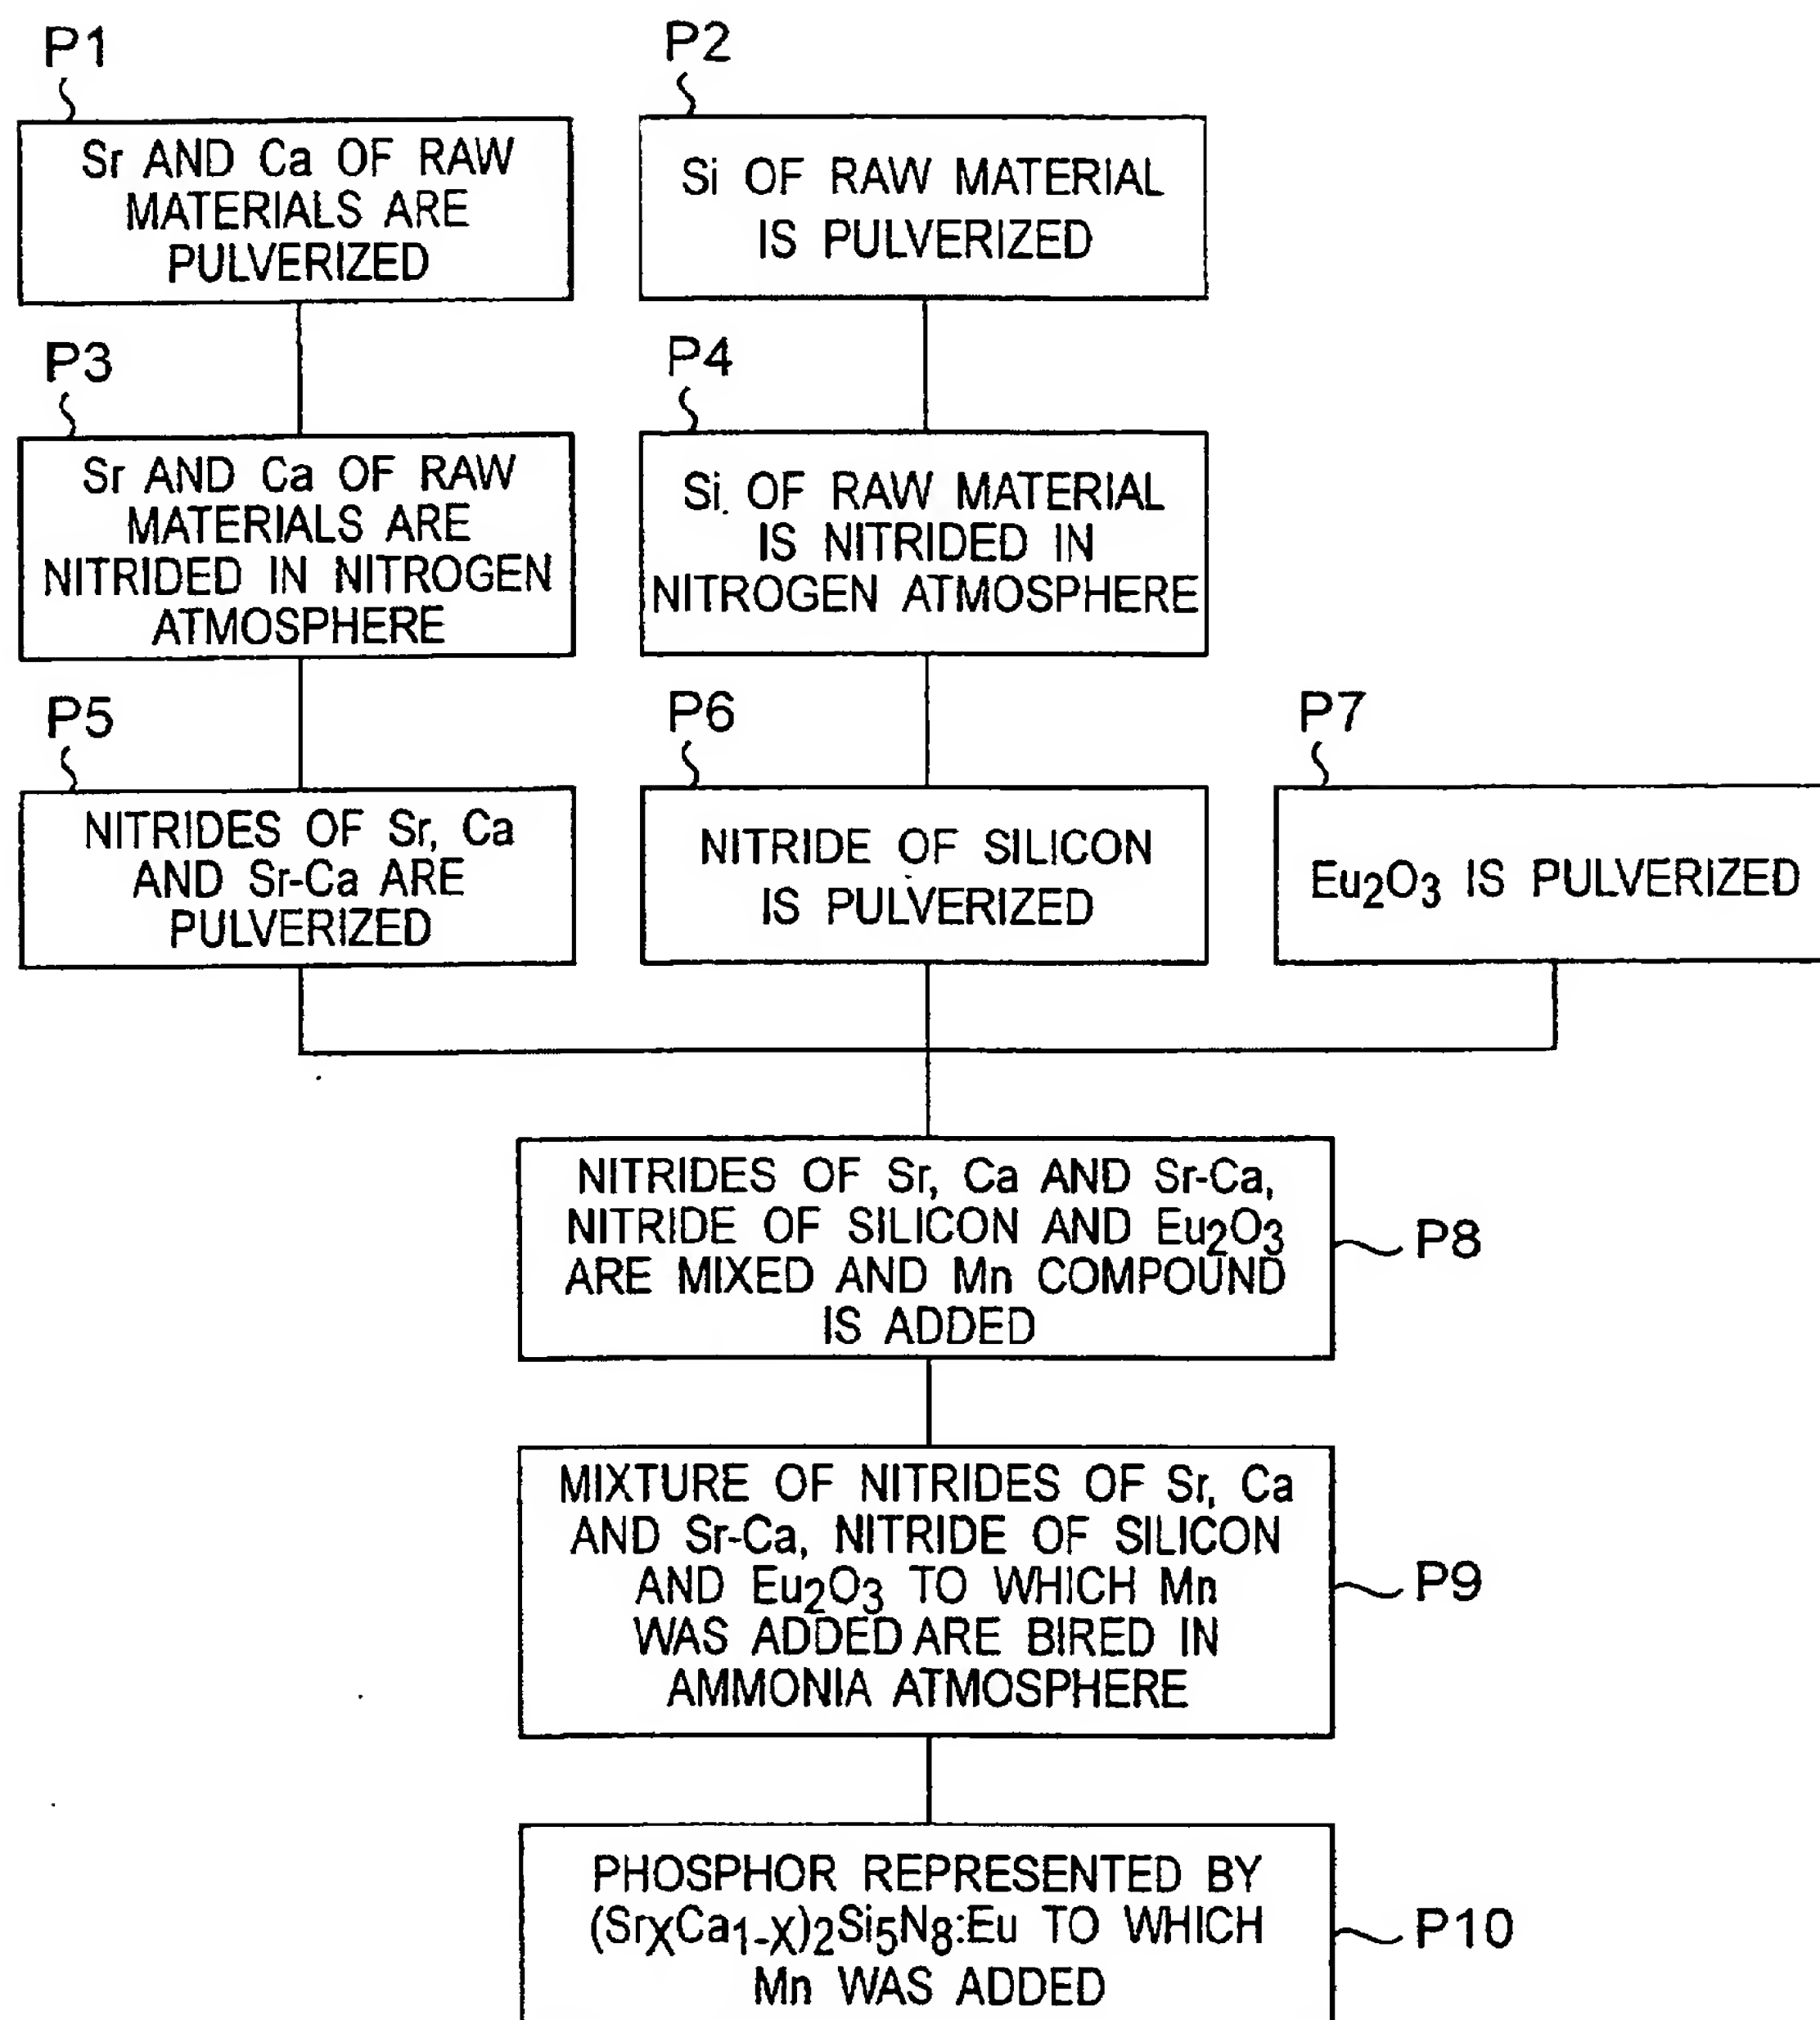 P1
Sr AND Ca OF RAW
MATERIALS ARE
PULVERIZED
P2
Si OF RAW MATERIAL
IS PULVERIZED
P3
Sr AND Ca OF RAW
MATERIALS ARE
NITRIDED IN NITROGEN
ATMOSPHERE
P4
Si OF RAW MATERIAL
IS NITRIDED IN
NITROGEN ATMOSPHERE
P5
NITRIDES OF Sr, Ca
AND Sr-Ca ARE
PULVERIZED
P6
NITRIDE OF SILICON
IS PULVERIZED
P7
Eu2O3 IS PULVERIZED
NITRIDES OF Sr, Ca AND Sr-Ca,
NITRIDE OF SILICON AND Eu2O3
ARE MIXED AND Mn COMPOUND
IS ADDED
P8
MIXTURE OF NITRIDES OF Sr, Ca
AND Sr-Ca, NITRIDE OF SILICON
AND Eu2O3 TO WHICH Mn
WAS ADDED ARE BIRED IN
AMMONIA ATMOSPHERE
P9
PHOSPHOR REPRESENTED BY
(SrXCa1-X)2Si5N8:Eu TO WHICH
Mn WAS ADDED
P10